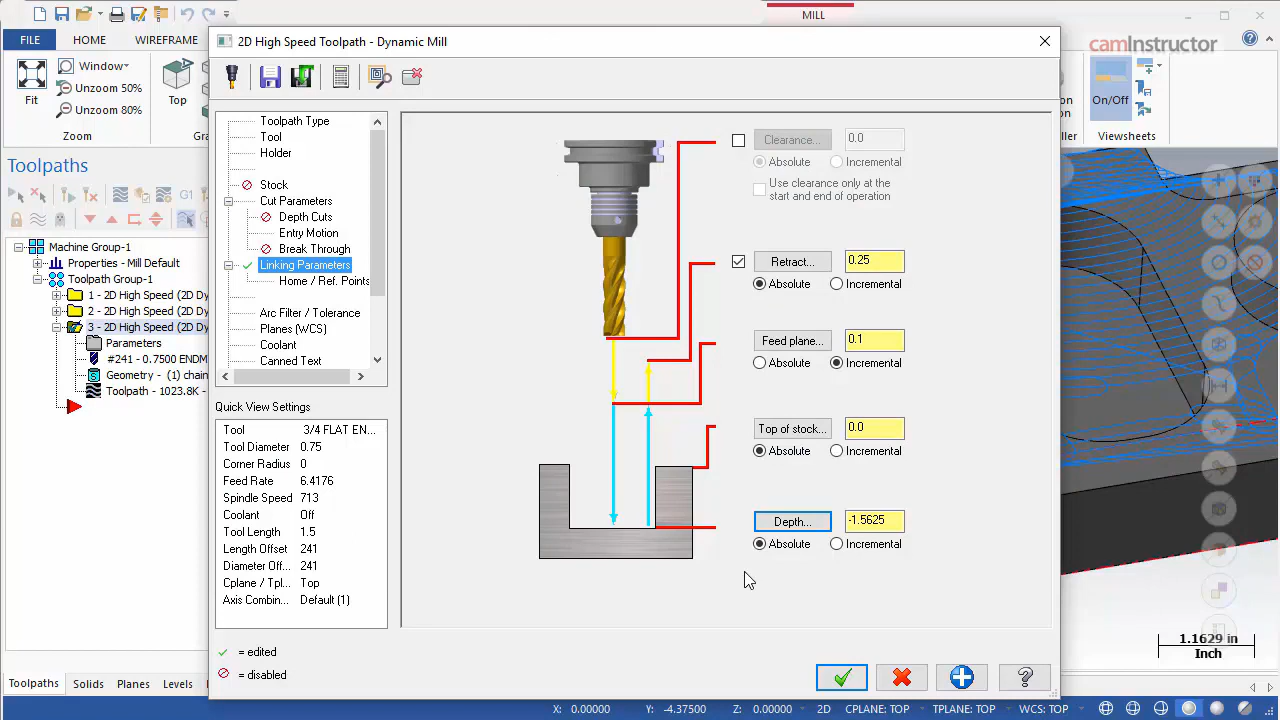 MILL
FILE
HOME
WIREFRAME
camInstructor
Window
Unzoom 50%
Unzoom 80%
Fit
Zoom
Top
On/Off
Viewsheets
2D High Speed Toolpath - Dynamic Mill
Toolpaths
G1
Machine Group-1
Properties - Mill Default
Toolpath Group-1
1 - 2D High Speed (2D Dy
2 - 2D High Speed (2D Dy
3 - 2D High Speed (2D Dy
Parameters
#241 - 0.7500 ENDM
Geometry - (1) chain
Toolpath - 1023.8K -
Toolpath Type
Tool
Holder
Stock
Cut Parameters
Depth Cuts
Entry Motion
Break Through
Linking Parameters
Home / Ref. Points
Arc Filter / Tolerance
Planes (WCS)
Coolant
Canned Text
Quick View Settings
Tool 3/4 FLAT EN...
Tool Diameter 0.75
Corner Radius 0
Feed Rate 6.4176
Spindle Speed 713
Coolant Off
Tool Length 1.5
Length Offset 241
Diameter Off... 241
Cplane / Tpl... Top
Axis Combin... Default (1)
= edited
= disabled
Clearance... 0.0
Absolute Incremental
Use clearance only at the
start and end of operation
Retract... 0.25
Absolute Incremental
Feed plane... 0.1
Absolute Incremental
Top of stock... 0.0
Absolute Incremental
Depth... -1.5625
Absolute Incremental
1.1629 in
Inch
Toolpaths Solids Planes Levels
X: 0.00000 Y: -4.37500 Z: 0.00000 2D CPLANE: TOP TPLANE: TOP WCS: TOP